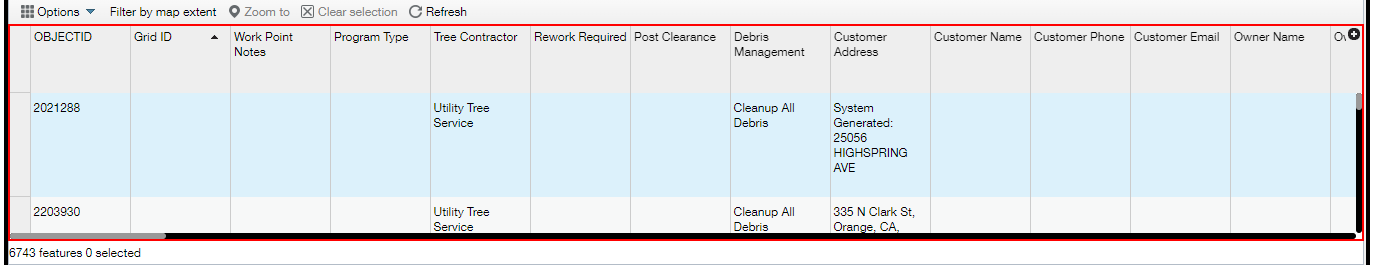 Options Filter by map extent Zoom to Clear selection Refresh
OBJECTID Grid ID Work Point Program Type Tree Contractor Rework Required Post Clearance Debris Customer Customer Name Customer Phone Customer Email Owner Name
Notes Management Address
2021288 Utility Tree Cleanup All System
Service Debris Generated:
25056
HIGHSPRING
AVE
2203930 Utility Tree Cleanup All 335 N Clark St,
Service Debris Orange, CA,
6743 features 0 selected